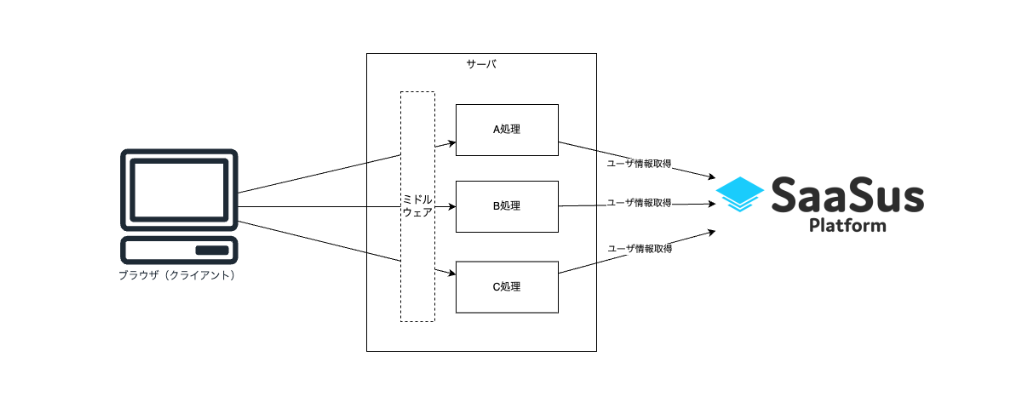 サーバ
A処理
ユーザ情報取得
ミドル
ウェア
B処理
ユーザ情報取得
SaaSus
Platform
C処理
ユーザ情報取得
ブラウザ（クライアント）